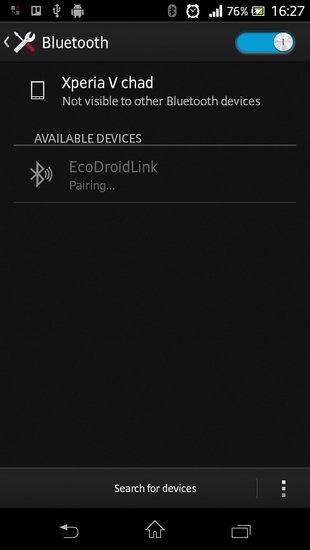 76% 16:27
Bluetooth
Xperia V chad
Not visible to other Bluetooth devices
AVAILABLE DEVICES
EcoDroidLink
Pairing...
Search for devices